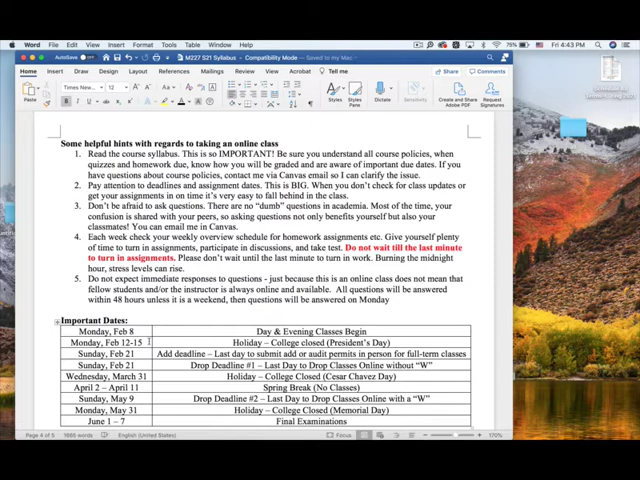 Word File Edit View Insert Format Tools Table Window Help
76% Fri 4:43 PM
AutoSave M227 S21 Syllabus - Compatibility Mode - Saved to my Mac
Home Insert Draw Design Layout References Mailings Review View Acrobat Tell me Share Comments
Times New... 12
Paste Styles Styles Pane Dictate Sensitivity Create and Share Adobe PDF Request Signatures
Some helpful hints with regards to taking an online class
1. Read the course syllabus. This is so IMPORTANT! Be sure you understand all course policies, when
quizzes and homework due, know how you will be graded and are aware of important due dates. If you
have questions about course policies, contact me via Canvas email so I can clarify the issue.
2. Pay attention to deadlines and assignment dates. This is BIG. When you don't check for class updates or
get your assignments in on time it's very easy to fall behind in the class.
3. Don't be afraid to ask questions. There are no "dumb" questions in academia. Most of the time, your
confusion is shared with your peers, so asking questions not only benefits yourself but also your
classmates! You can email me in Canvas.
4. Each week check your weekly overview schedule for homework assignments etc. Give yourself plenty
of time to turn in assignments, participate in discussions, and take test. Do not wait till the last minute
to turn in assignments. Please don't wait until the last minute to turn in work. Burning the midnight
hour, stress levels can rise.
5. Do not expect immediate responses to questions - just because this is an online class does not mean that
fellow students and/or the instructor is always online and available. All questions will be answered
within 48 hours unless it is a weekend, then questions will be answered on Monday
Important Dates:
Monday, Feb 8 Day & Evening Classes Begin
Monday, Feb 12-15 Holiday – College closed (President's Day)
Sunday, Feb 21 Add deadline – Last day to submit add or audit permits in person for full-term classes
Sunday, Feb 21 Drop Deadline #1 – Last Day to Drop Classes Online without "W"
Wednesday, March 31 Holiday – College Closed (Cesar Chavez Day)
April 2 – April 11 Spring Break (No Classes)
Sunday, May 9 Drop Deadline #2 – Last Day to Drop Classes Online with a "W"
Monday, May 31 Holiday – College Closed (Memorial Day)
June 1 – 7 Final Examinations
Page 4 of 5 1665 words English (United States) Focus 170%